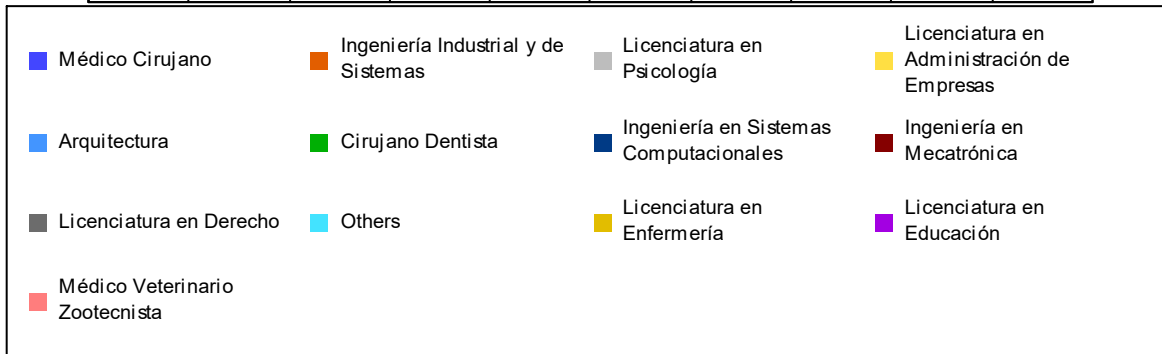 Médico Cirujano
Ingeniería Industrial y de
Sistemas
Licenciatura en
Psicología
Licenciatura en
Administración de
Empresas
Arquitectura
Cirujano Dentista
Ingeniería en Sistemas
Computacionales
Ingeniería en
Mecatrónica
Licenciatura en Derecho
Others
Licenciatura en
Enfermería
Licenciatura en
Educación
Médico Veterinario
Zootecnista